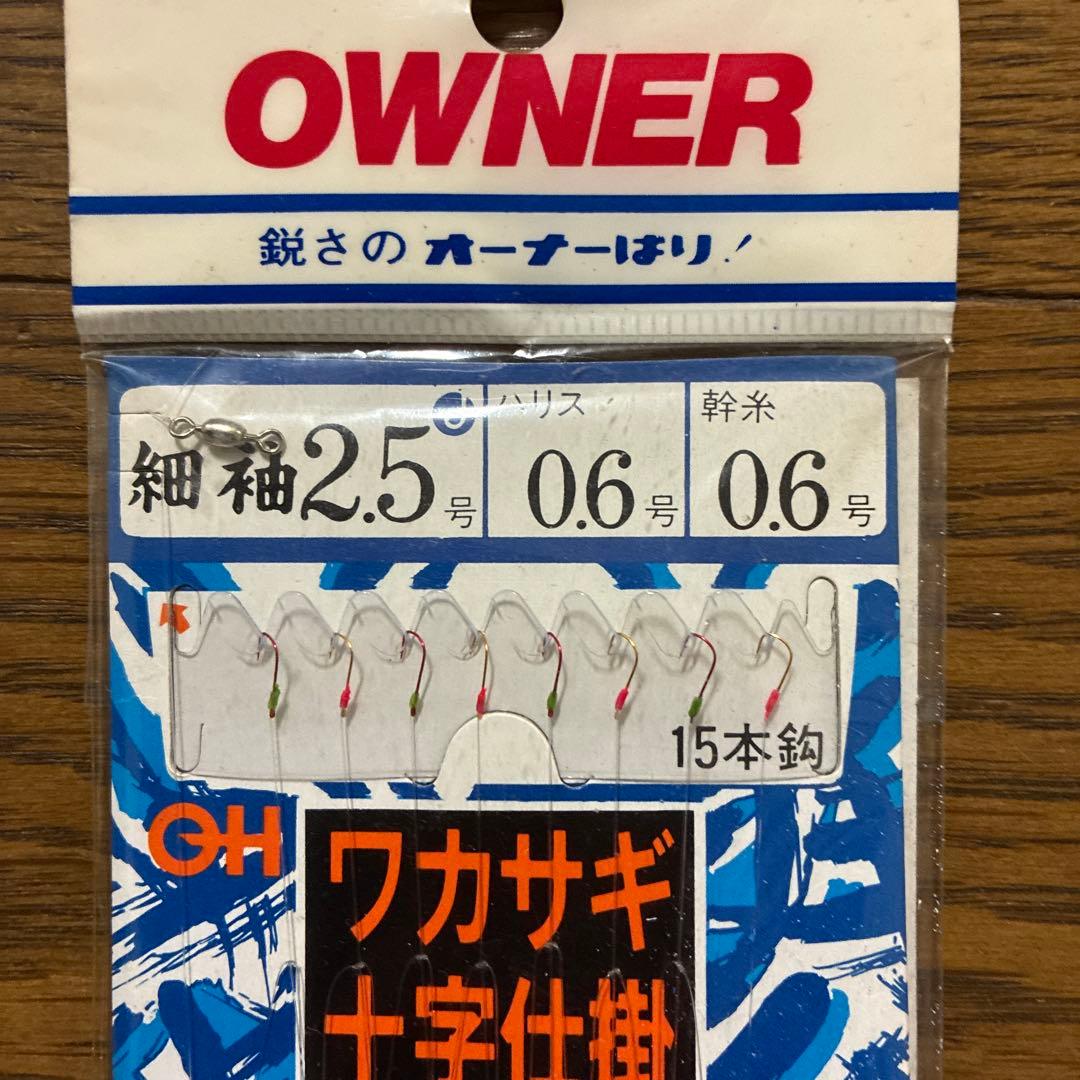 OWNER
鋭さのオーナーばり!
細袖2.5号
ハリス
0.6号
幹糸
0.6号
15本鈎
OH
ワカサギ
十字仕掛